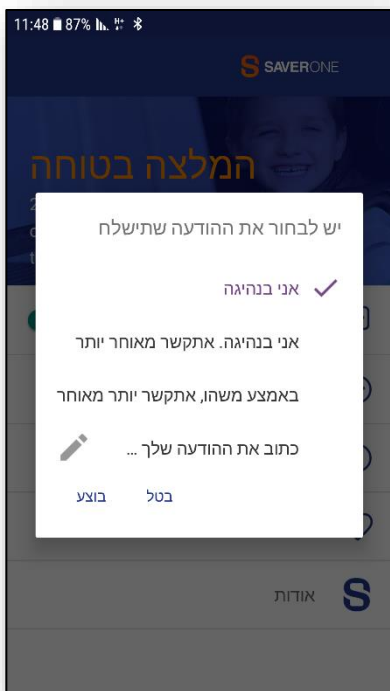 11:48 87%
SAVERONE
המלצה בטוחה
יש לבחור את ההודעה שתישלח
אני בנהיגה
אני בנהיגה. אתקשר מאוחר יותר
באמצע משהו, אתקשר יותר מאוחר
כתוב את ההודעה שלך ...
בטל
בוצע
אודות